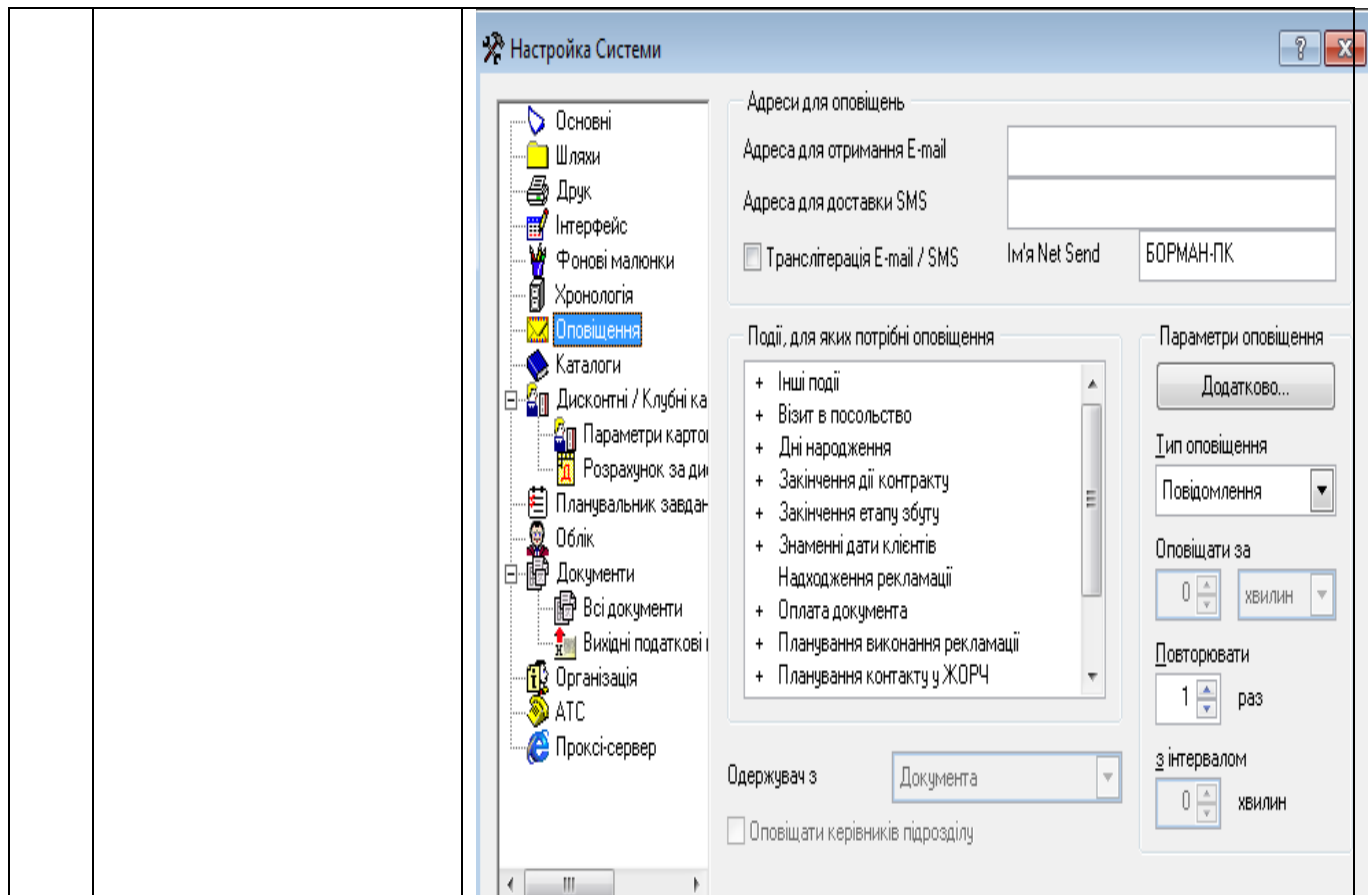 Настройка Системи
Основні
Шляхи
Друк
Інтерфейс
Фонові малюнки
Хронологія
Оповіщення
Каталоги
Дисконтні / Клубні ка
Параметри карто
Розрахунок за ди
Планувальник завдан
Облік
Документи
Всі документи
Вихідні податкові
Організація
АТС
Проксі-сервер
Адреси для оповіщень
Адреса для отримання E-mail
Адреса для доставки SMS
Транслітерація E-mail / SMS
Ім'я Net Send
БОРМАН-ПК
Події, для яких потрібні оповіщення
+ Інші події
+ Візит в посольство
+ Дні народження
+ Закінчення дії контракту
+ Закінчення етапу збуту
+ Знаменні дати клієнтів
Надходження рекламації
+ Оплата документа
+ Планування виконання рекламації
+ Планування контакту у ЖОРЧ
Одержувач з
Документа
Оповіщати керівників підрозділу
Параметри оповіщення
Додатково...
Тип оповіщення
Повідомлення
Оповіщати за
0 хвилин
Повторювати
1 раз
з інтервалом
0 хвилин